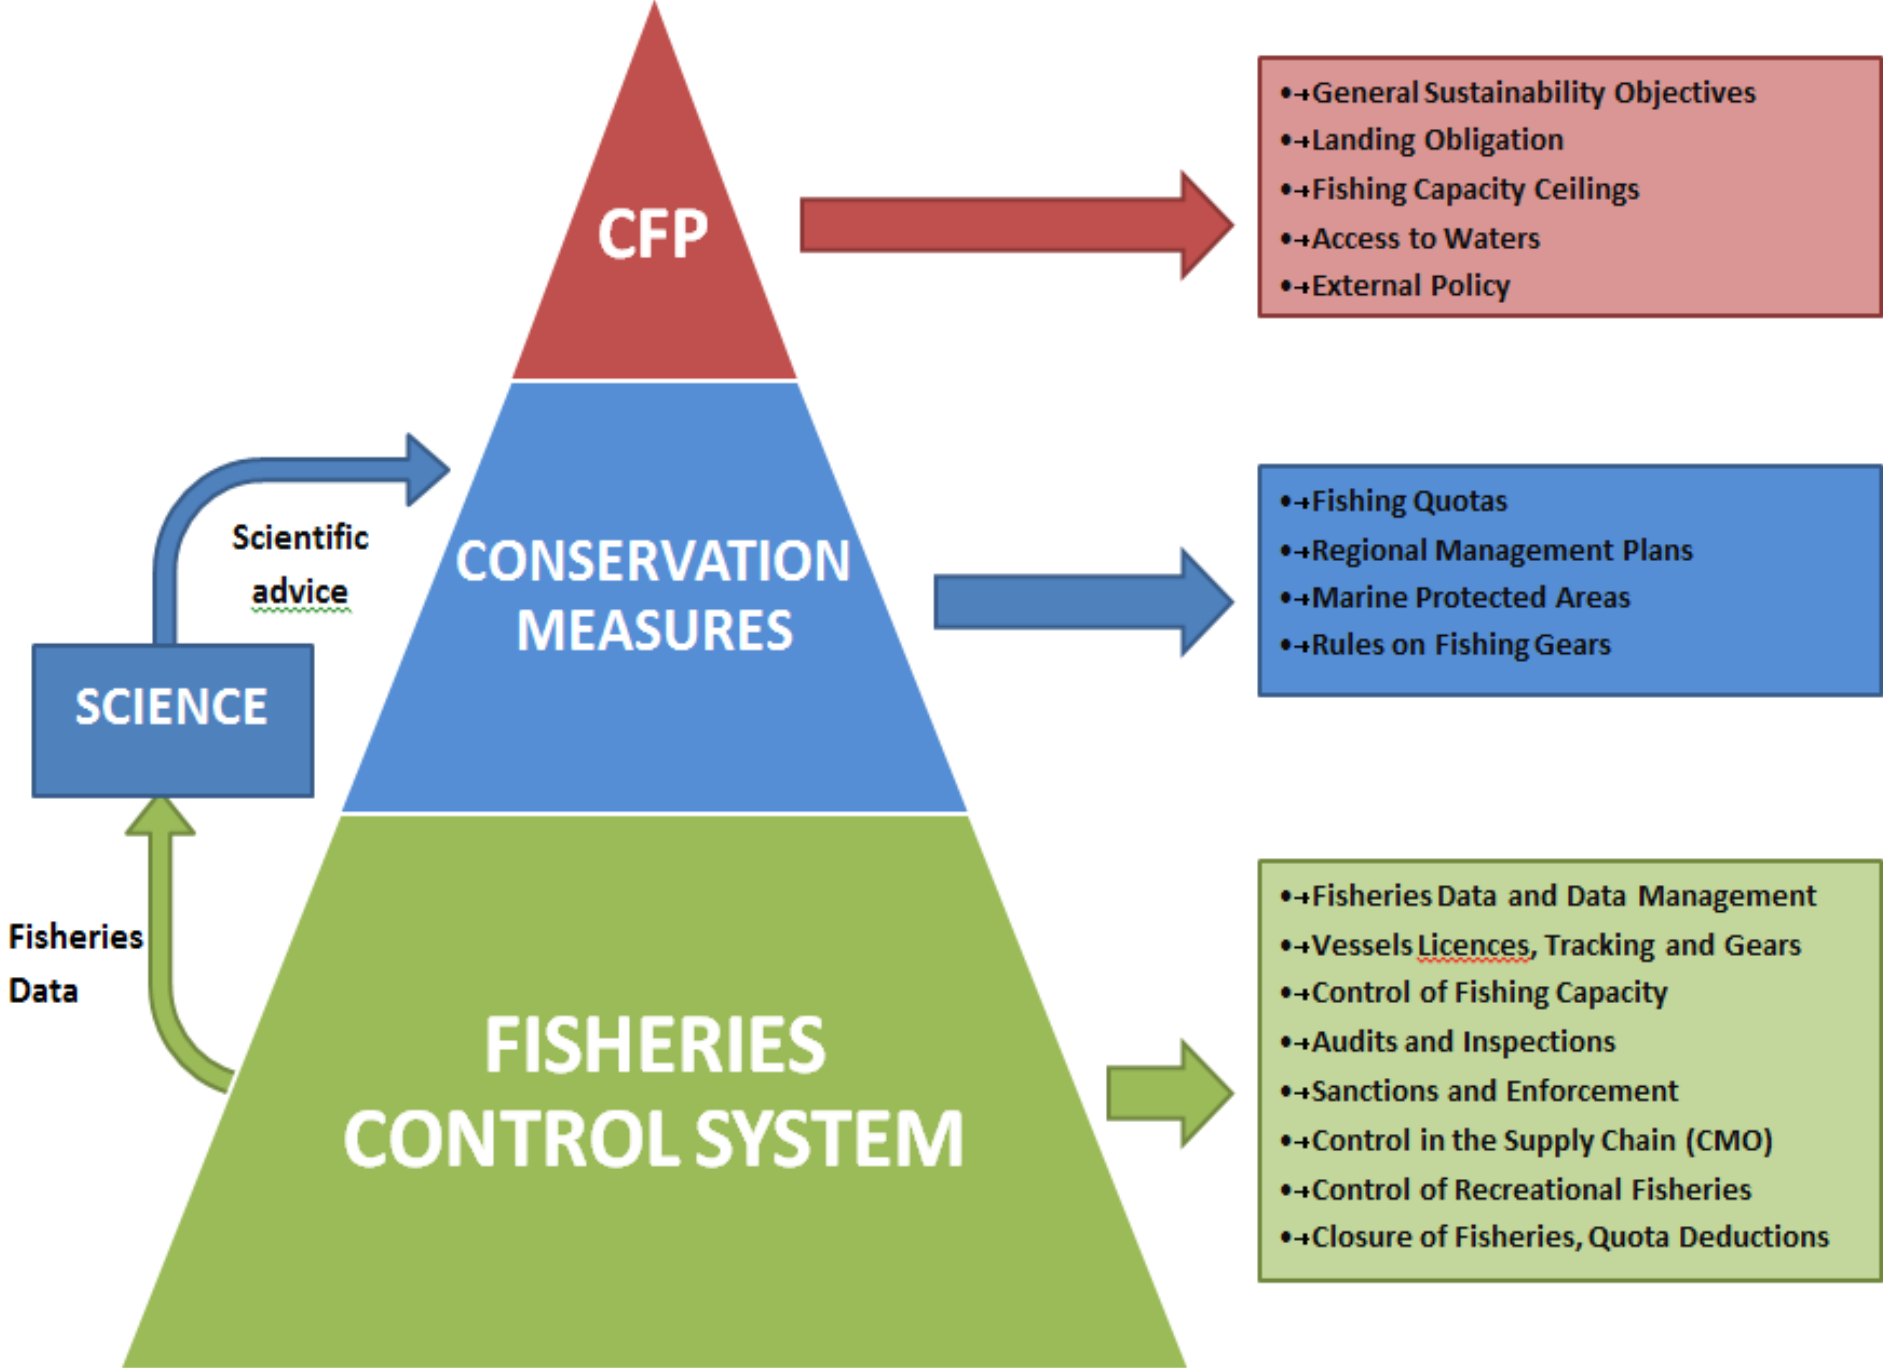 CFP
•→General Sustainability Objectives
•→Landing Obligation
•→Fishing Capacity Ceilings
•→Access to Waters
•→External Policy
Scientific
advice
SCIENCE
CONSERVATION
MEASURES
•→Fishing Quotas
•→Regional Management Plans
•→Marine Protected Areas
•→Rules on Fishing Gears
Fisheries
Data
FISHERIES
CONTROL SYSTEM
•→Fisheries Data and Data Management
•→Vessels Licences, Tracking and Gears
•→Control of Fishing Capacity
•→Audits and Inspections
•→Sanctions and Enforcement
•→Control in the Supply Chain (CMO)
•→Control of Recreational Fisheries
•→Closure of Fisheries, Quota Deductions